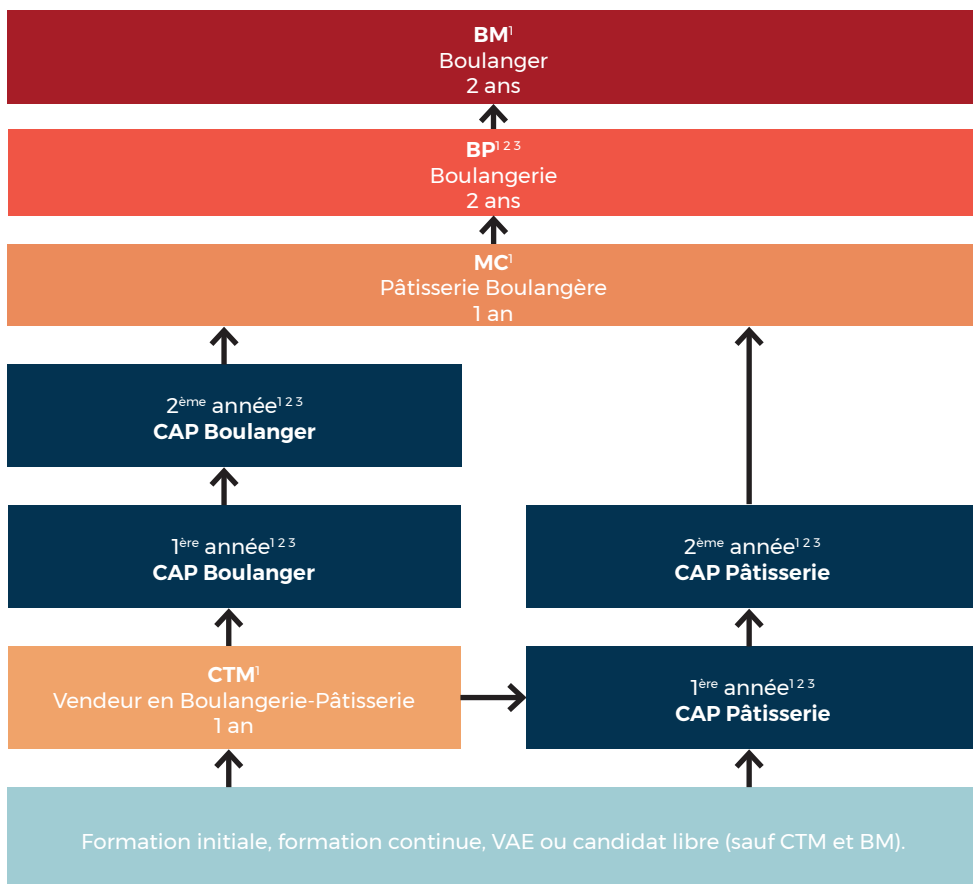 BM¹
Boulanger
2 ans
BP¹ ² ³
Boulangerie
2 ans
MC¹
Pâtisserie Boulangère
1 an
2ème année¹ ² ³
CAP Boulanger
1ère année¹ ² ³
CAP Boulanger
2ème année¹ ² ³
CAP Pâtisserie
CTM¹
Vendeur en Boulangerie-Pâtisserie
1 an
1ère année¹ ² ³
CAP Pâtisserie
Formation initiale, formation continue, VAE ou candidat libre (sauf CTM et BM).